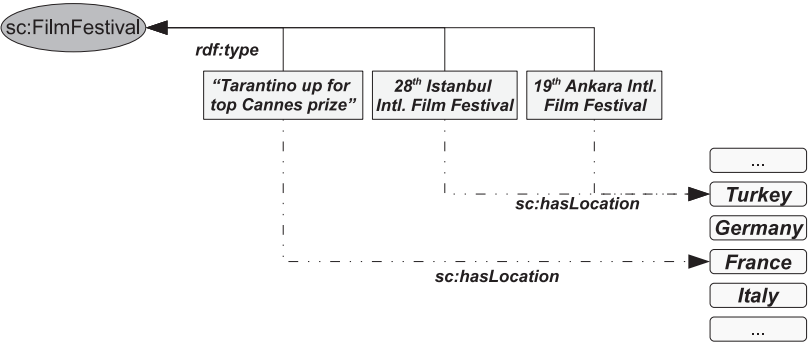 sc:FilmFestival
rdf:type
“Tarantino up for
top Cannes prize”
28th Istanbul
Intl. Film Festival
19th Ankara Intl.
Film Festival
...
Turkey
sc:hasLocation
Germany
France
sc:hasLocation
Italy
...